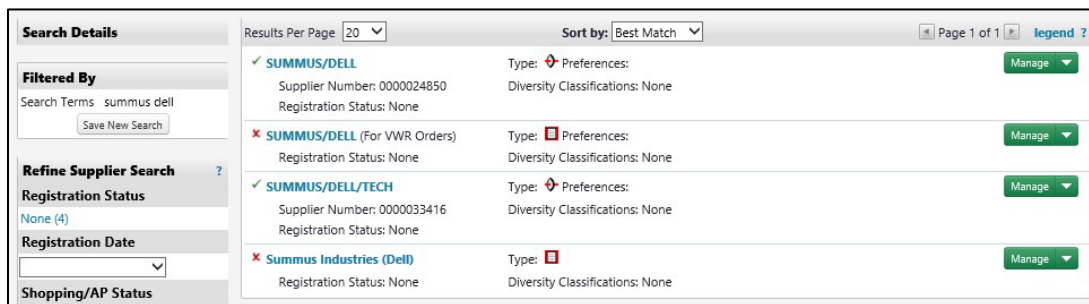 Search Details
Filtered By
Search Terms summus dell
Save New Search
Refine Supplier Search ?
Registration Status
None (4)
Registration Date
Shopping/AP Status
Results Per Page 20 Sort by: Best Match Page 1 of 1 legend ?
SUMMUS/DELL Type: Preferences: Manage
Supplier Number: 0000024850 Diversity Classifications: None
Registration Status: None
SUMMUS/DELL (For VWR Orders) Type: Preferences: Manage
Registration Status: None Diversity Classifications: None
SUMMUS/DELL/TECH Type: Preferences: Manage
Supplier Number: 0000033416 Diversity Classifications: None
Registration Status: None
Summus Industries (Dell) Type: Manage
Registration Status: None Diversity Classifications: None